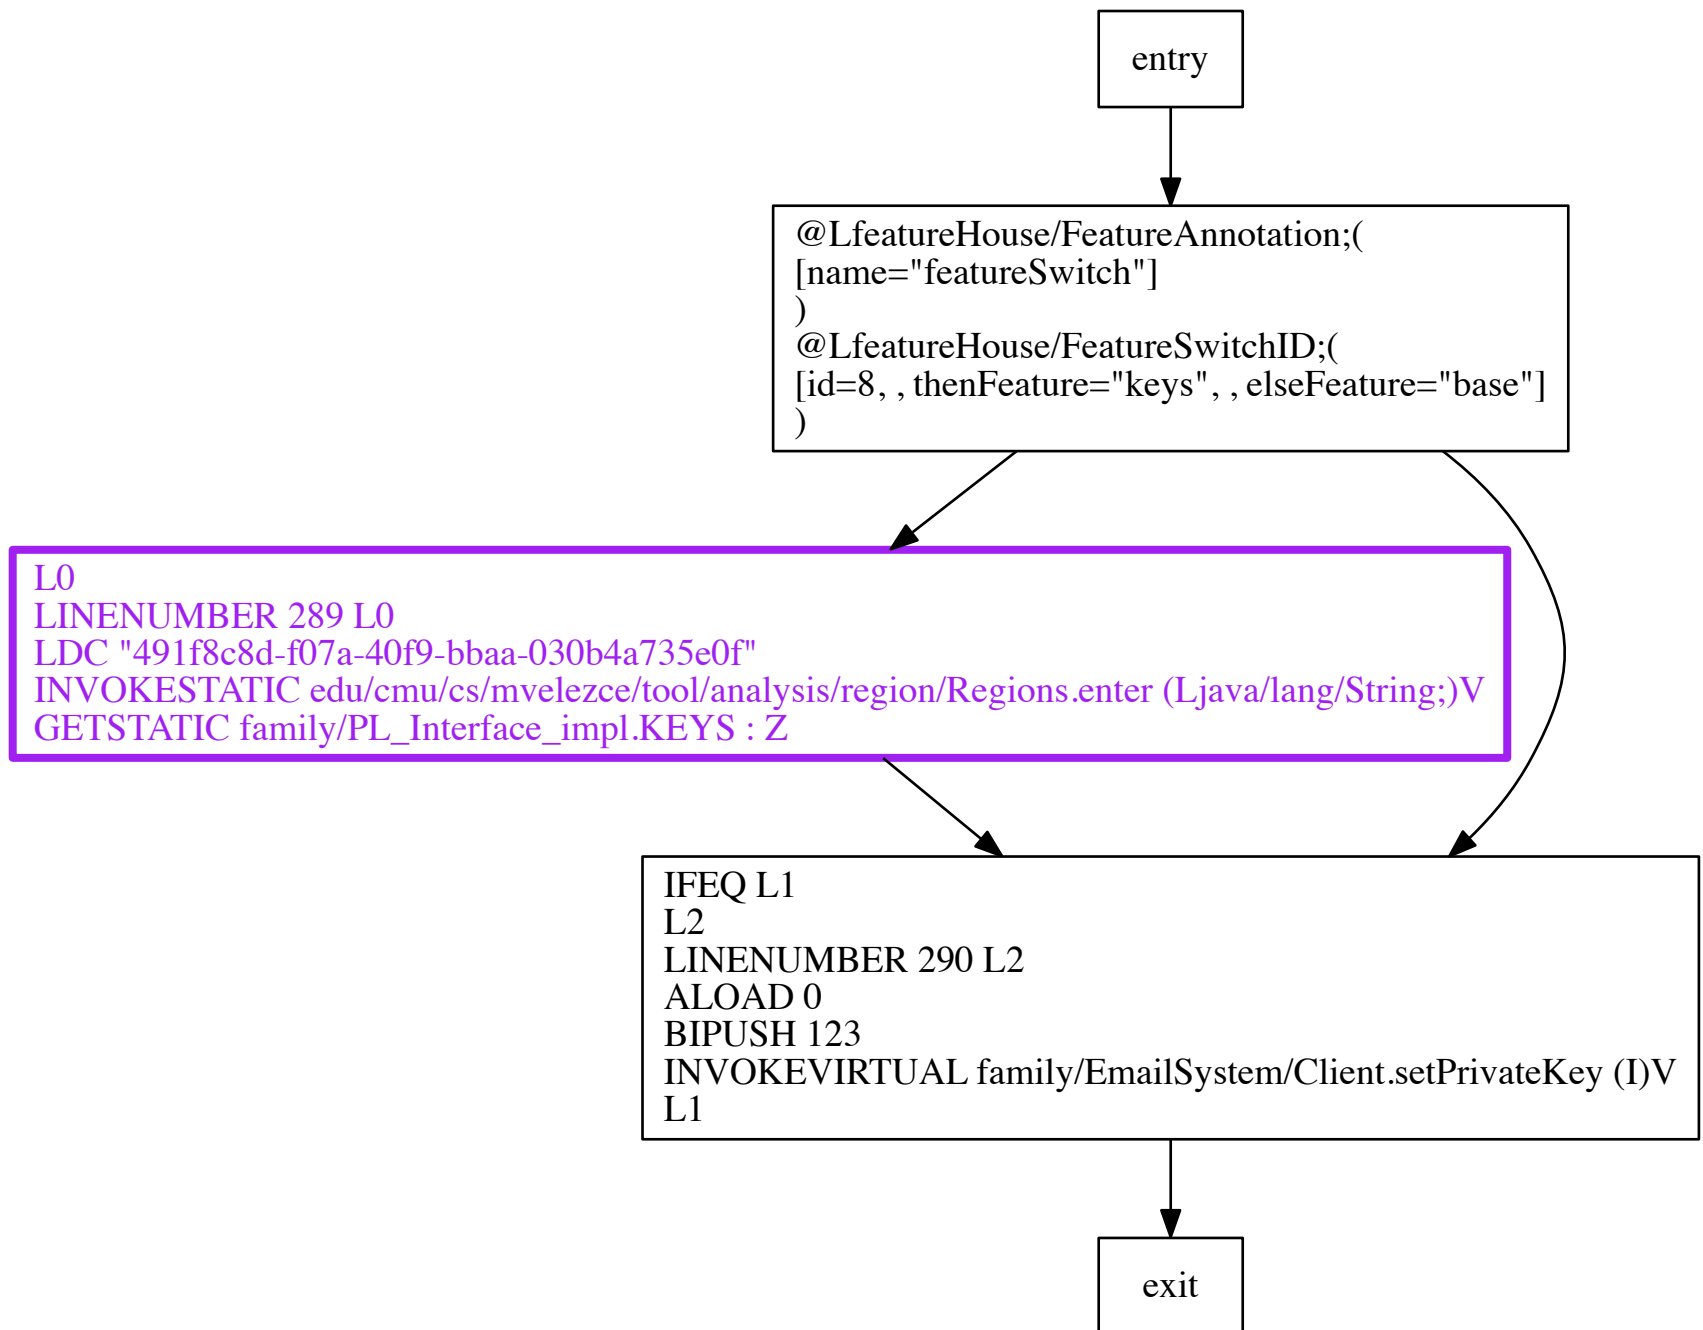 entry
@LfeatureHouse/FeatureAnnotation;(
[name="featureSwitch"]
)
@LfeatureHouse/FeatureSwitchID;(
[id=8, , thenFeature="keys", , elseFeature="base"]
)
L0
LINENUMBER 289 L0
LDC "491f8c8d-f07a-40f9-bbaa-030b4a735e0f"
INVOKESTATIC edu/cmu/cs/mvelezce/tool/analysis/region/Regions.enter (Ljava/lang/String;)V
GETSTATIC family/PL_Interface_impl.KEYS : Z
IFEQ L1
L2
LINENUMBER 290 L2
ALOAD 0
BIPUSH 123
INVOKEVIRTUAL family/EmailSystem/Client.setPrivateKey (I)V
L1
exit